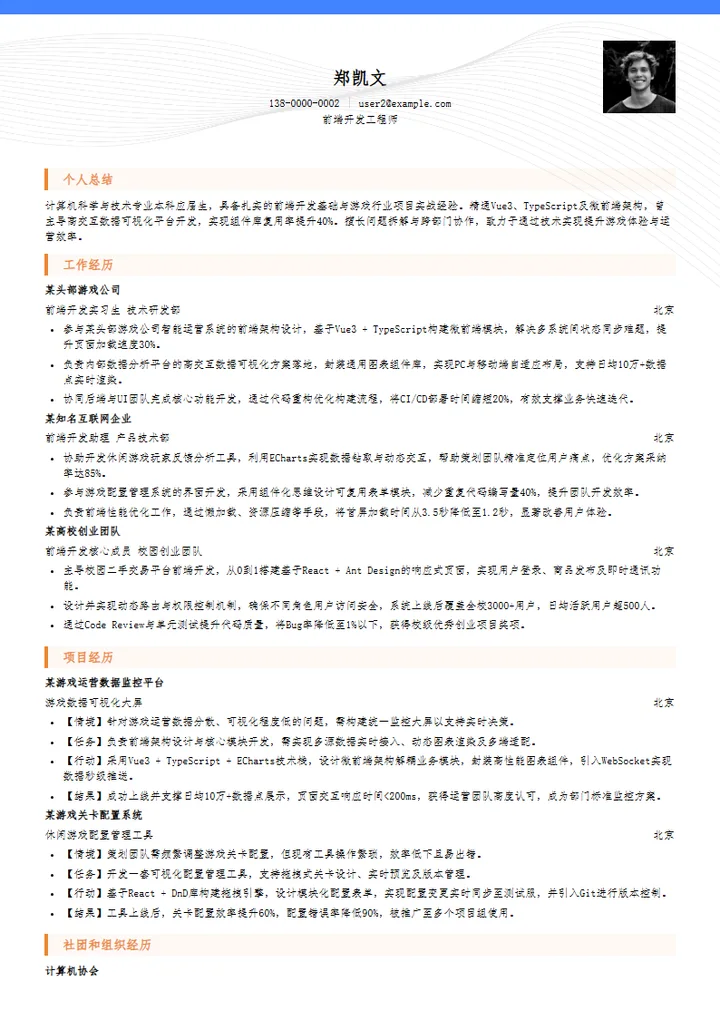 郑凯文
138-0000-0002 user2@example.com
前端开发工程师
个人总结
计算机科学与技术专业本科应届生，具备扎实的前端开发基础与游戏行业项目实战经验。精通Vue3、TypeScript及微前端架构，曾
主导高交互数据可视化平台开发，实现组件库复用率提升40%。擅长问题拆解与跨部门协作，致力于通过技术实现提升游戏体验与运
营效率。
工作经历
某头部游戏公司
前端开发实习生 技术研发部 北京
• 参与某头部游戏公司智能运营系统的前端架构设计，基于Vue3 + TypeScript构建微前端模块，解决多系统间状态同步难题，提
升页面加载速度30%。
• 负责内部数据分析平台的高交互数据可视化方案落地，封装通用图表组件库，实现PC与移动端自适应布局，支持日均10万+数据
点实时渲染。
• 协同后端与UI团队完成核心功能开发，通过代码重构优化构建流程，将CI/CD部署时间缩短20%，有效支撑业务快速迭代。
某知名互联网企业
前端开发助理 产品技术部 北京
• 协助开发休闲游戏玩家反馈分析工具，利用ECharts实现数据钻取与动态交互，帮助策划团队精准定位用户痛点，优化方案采纳
率达85%。
• 参与游戏配置管理系统的界面开发，采用组件化思维设计可复用表单模块，减少重复代码编写量40%，提升团队开发效率。
• 负责前端性能优化工作，通过懒加载、资源压缩等手段，将首屏加载时间从3.5秒降低至1.2秒，显著改善用户体验。
某高校创业团队
前端开发核心成员 校园创业团队 北京
• 主导校园二手交易平台前端开发，从0到1搭建基于React + Ant Design的响应式页面，实现用户登录、商品发布及即时通讯功
能。
• 设计并实现动态路由与权限控制机制，确保不同角色用户访问安全，系统上线后覆盖全校3000+用户，日均活跃用户超500人。
• 通过Code Review与单元测试提升代码质量，将Bug率降低至1%以下，获得校级优秀创业项目奖项。
项目经历
某游戏运营数据监控平台
游戏数据可视化大屏 北京
• 【情境】针对游戏运营数据分散、可视化程度低的问题，需构建统一监控大屏以支持实时决策。
• 【任务】负责前端架构设计与核心模块开发，需实现多源数据实时接入、动态图表渲染及多端适配。
• 【行动】采用Vue3 + TypeScript + ECharts技术栈，设计微前端架构解耦业务模块，封装高性能图表组件，引入WebSocket实现
数据秒级推送。
• 【结果】成功上线并支撑日均10万+数据点展示，页面交互响应时间<200ms，获得运营团队高度认可，成为部门标准监控方案。
某游戏关卡配置系统
休闲游戏配置管理工具 北京
• 【情境】策划团队需频繁调整游戏关卡配置，但现有工具操作繁琐，效率低下且易出错。
• 【任务】开发一套可视化配置管理工具，支持拖拽式关卡设计、实时预览及版本管理。
• 【行动】基于React + DnD库构建拖拽引擎，设计模块化配置表单，实现配置变更实时同步至测试服，并引入Git进行版本控制。
• 【结果】工具上线后，关卡配置效率提升60%，配置错误率降低90%，被推广至多个项目组使用。
社团和组织经历
计算机协会